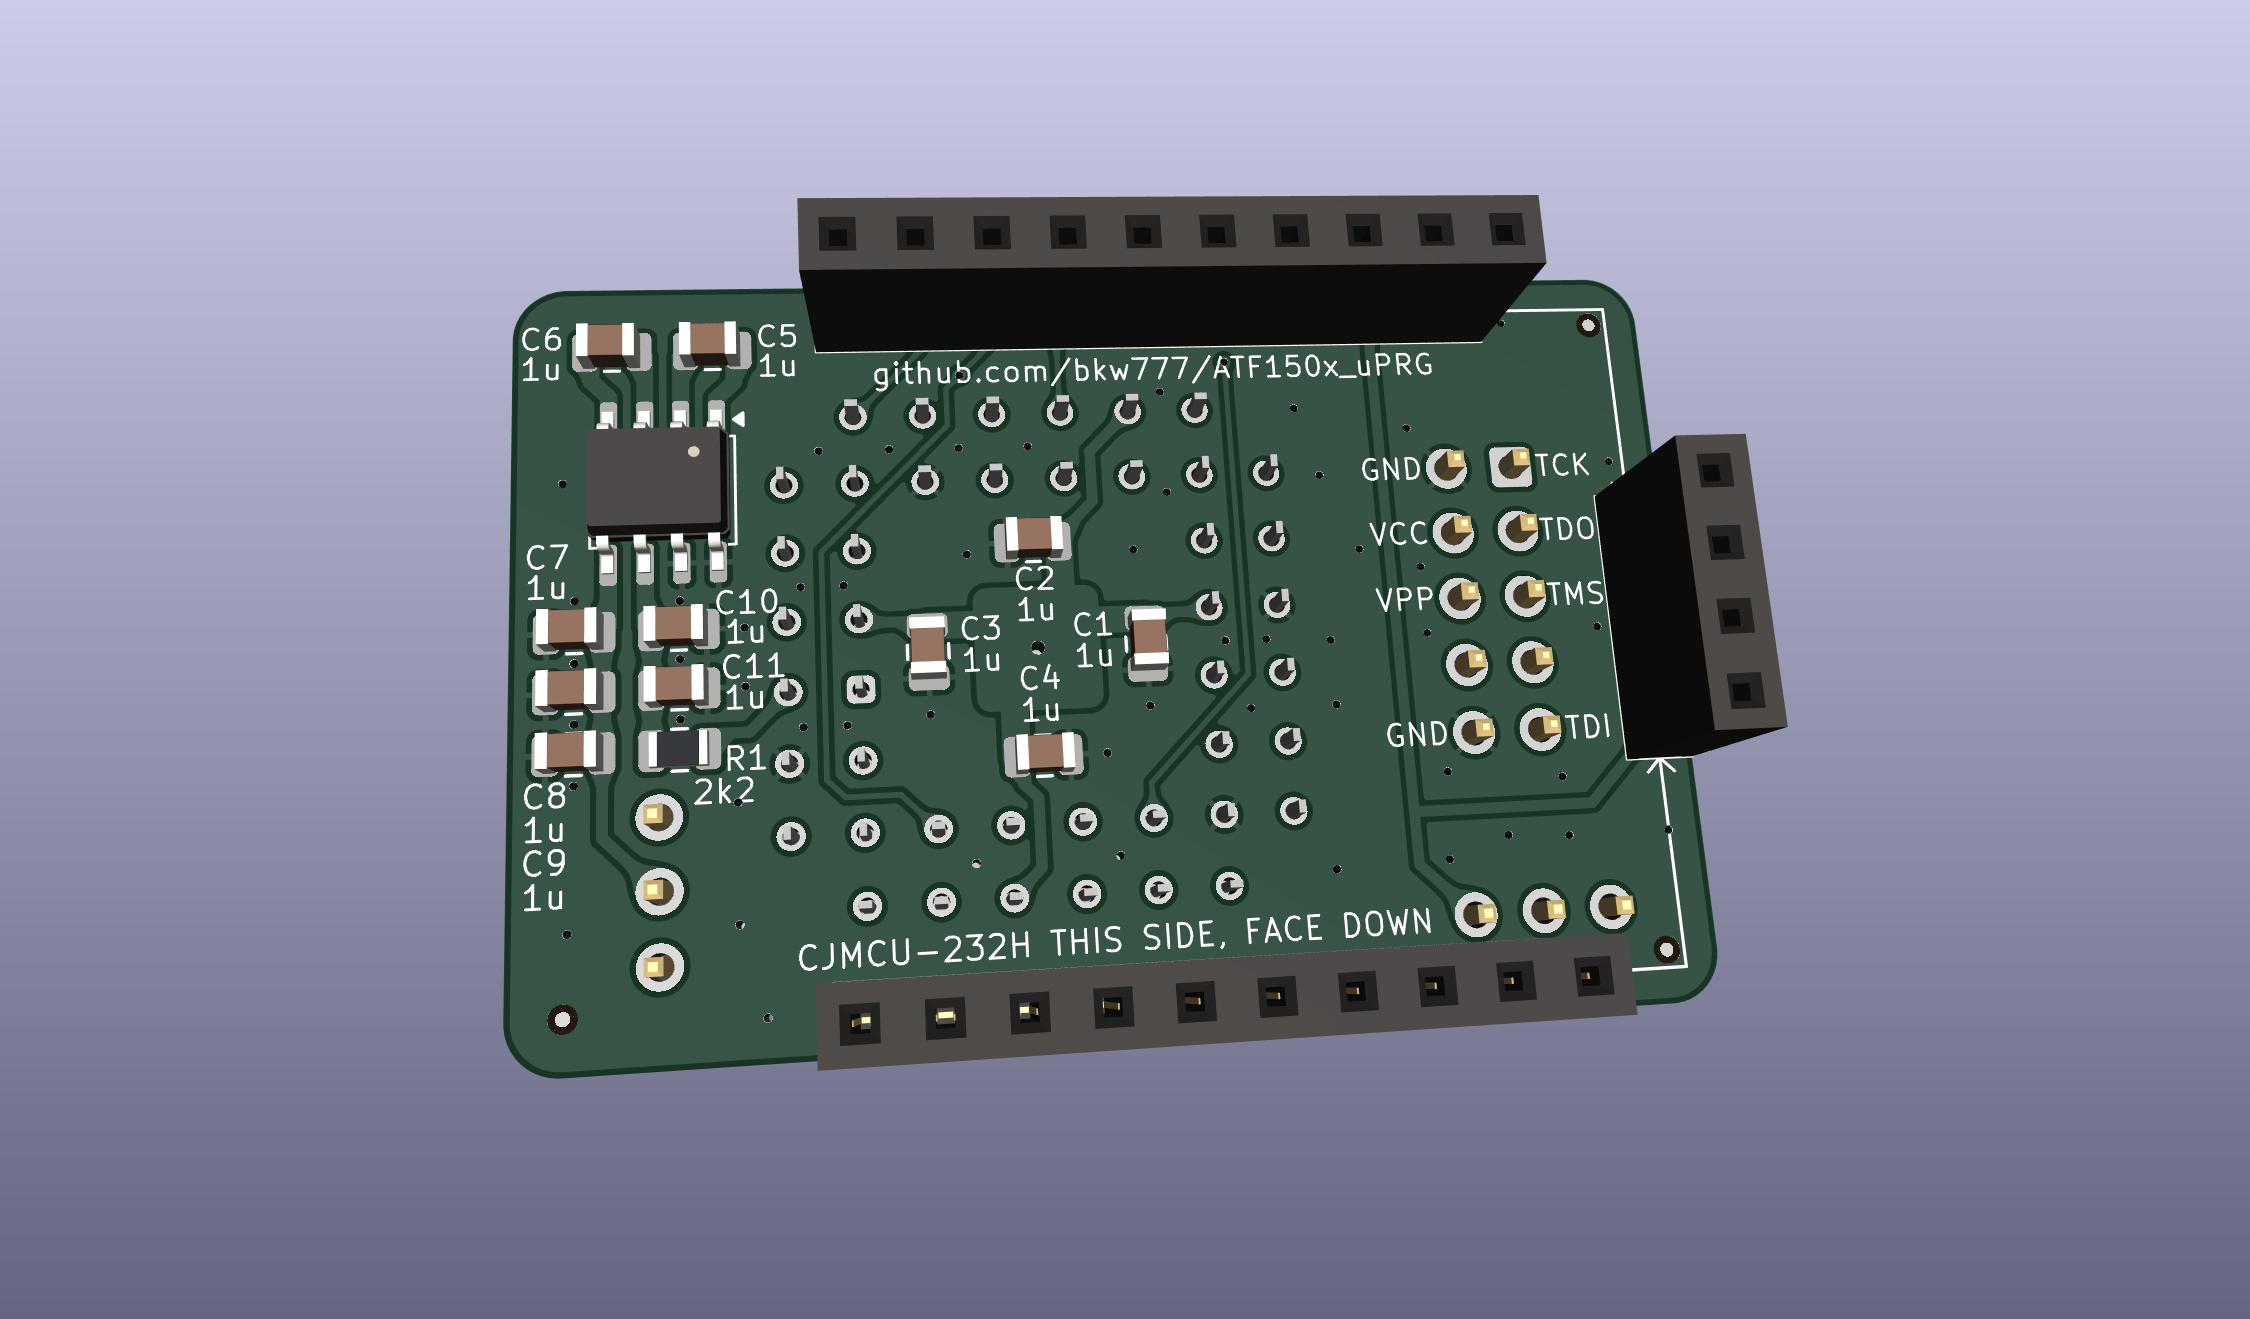 C6
1u
C5
1u
github.com/bkw777/ATF150x_uPRG
GND TCK
VCC TDO
VPP TMS
GND TDI
C7
1u
C10
1u
C11
1u
R1
2k2
C2
1u
C3
1u
C1
1u
C4
1u
C8
1u
C9
1u
CJMCU-232H THIS SIDE, FACE DOWN